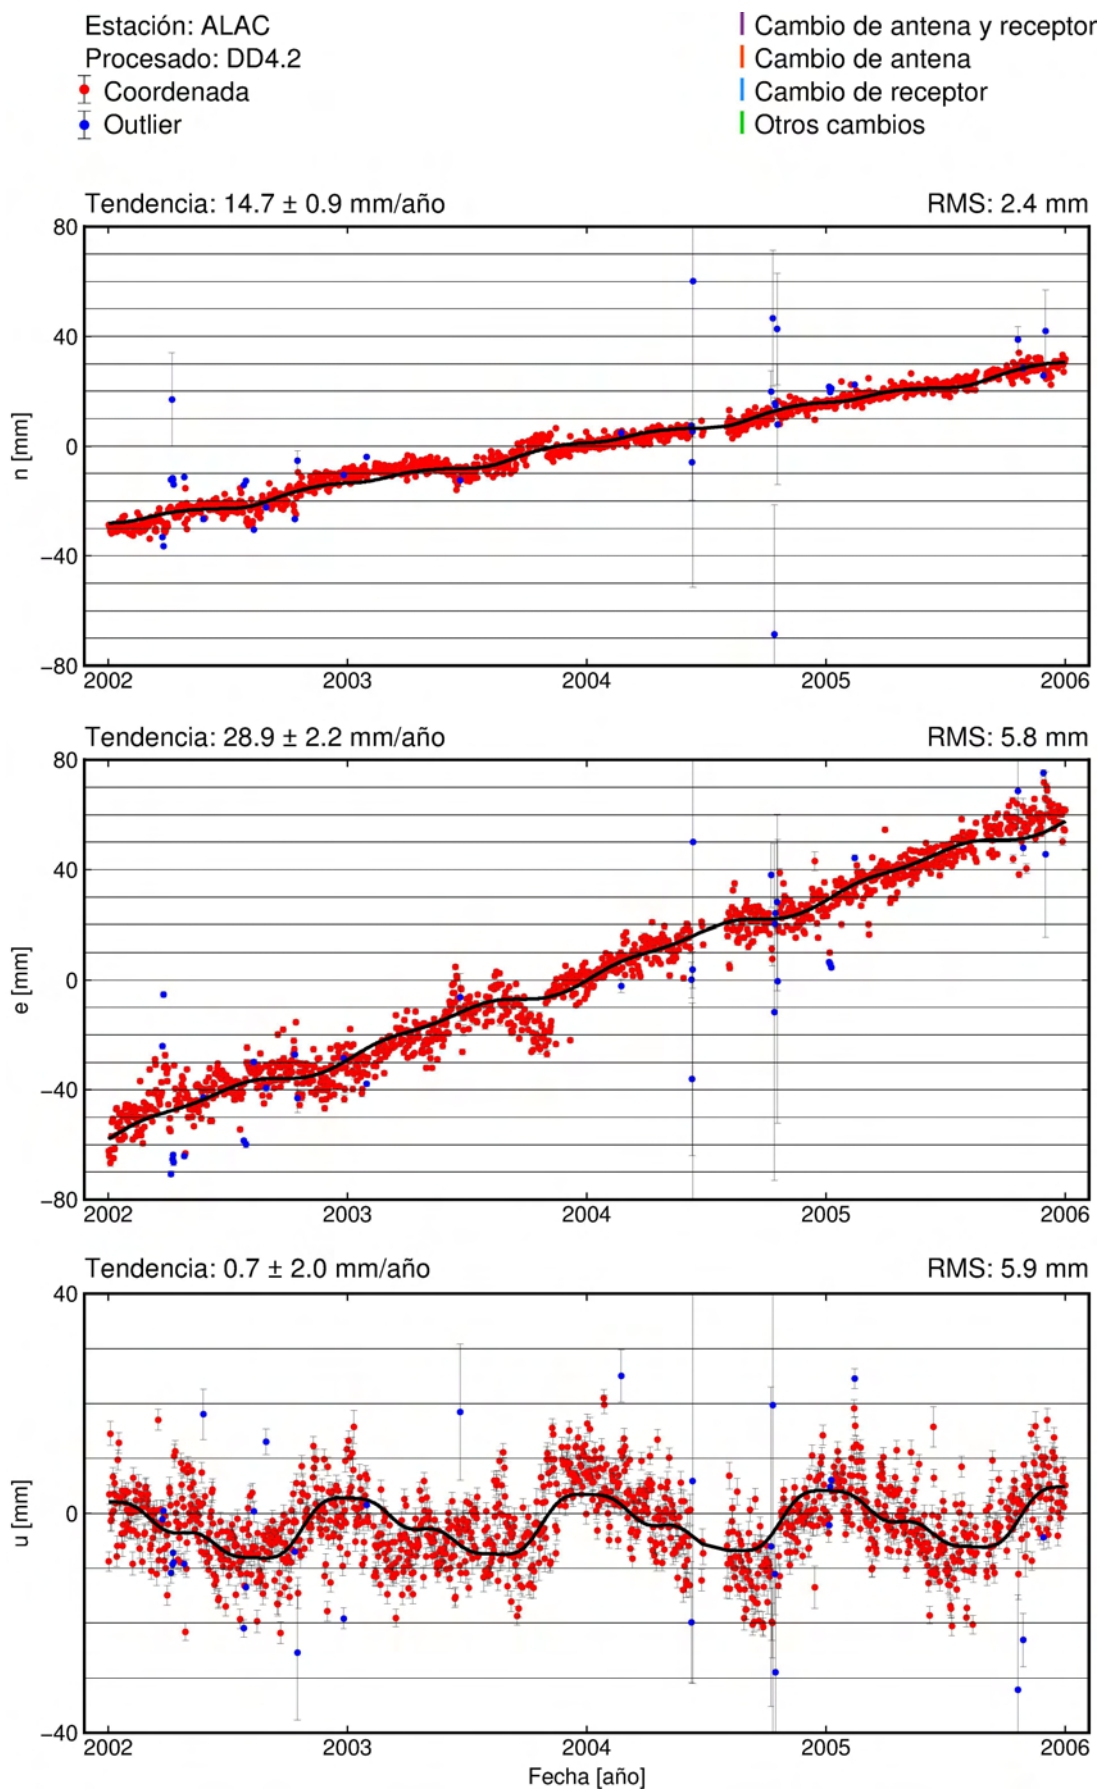 Estación: ALAC
Procesado: DD4.2
Coordenada
Outlier
Cambio de antena y receptor
Cambio de antena
Cambio de receptor
Otros cambios
Tendencia: 14.7 ± 0.9 mm/año
RMS: 2.4 mm
80
40
0
−40
−80
n [mm]
2002
2003
2004
2005
2006
Tendencia: 28.9 ± 2.2 mm/año
RMS: 5.8 mm
80
40
0
−40
−80
e [mm]
2002
2003
2004
2005
2006
Tendencia: 0.7 ± 2.0 mm/año
RMS: 5.9 mm
40
20
0
−20
−40
u [mm]
2002
2003
2004
2005
2006
Fecha [año]